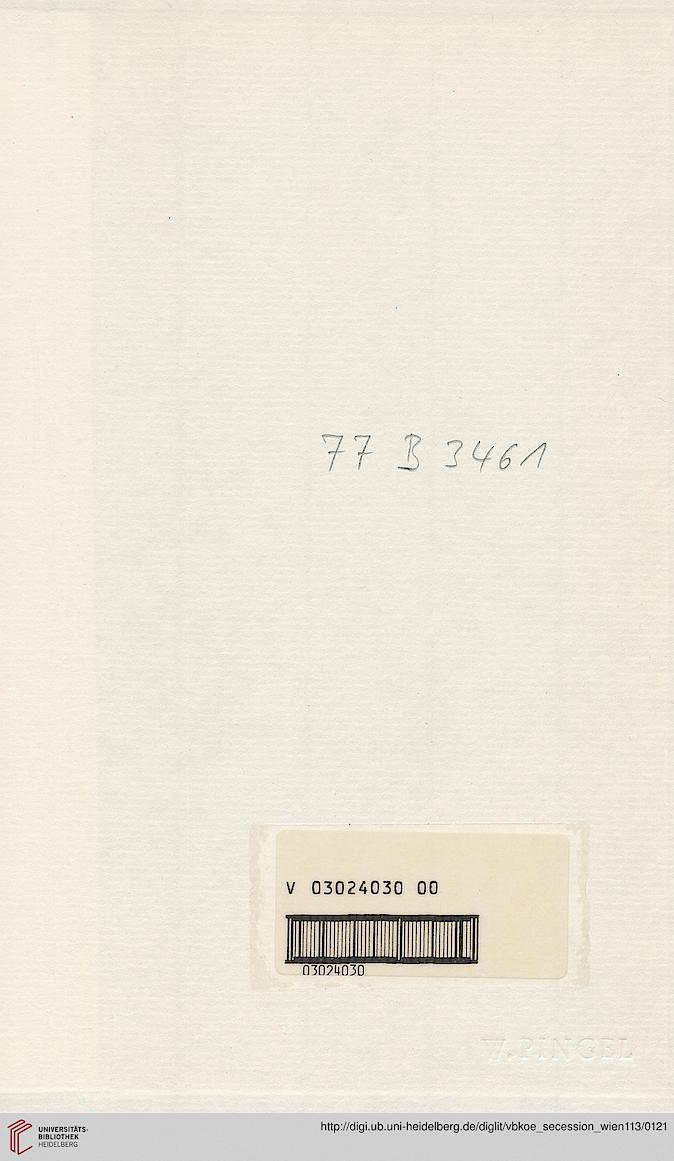 77 B 3461
V 03024030 00
03024030
W. PINGEL
UNIVERSITÄTS-
BIBLIOTHEK
HEIDELBERG
http://digi.ub.uni-heidelberg.de/diglit/vbkoe_secession_wien113/0121